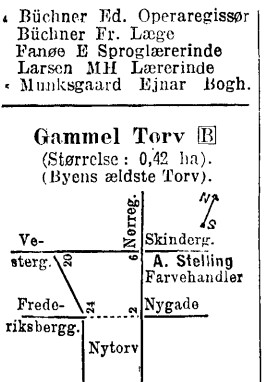 Büchner Ed. Operaregissør
Büchner Fr. Læge
Fanøe E Sproglærerinde
Larsen MH Lærerinde
Munksgaard Ejnar Bogh.
Gammel Torv B
(Størrelse: 0,42 ha).
(Byens ældste Torv).
N
S
Nørreg.
Ve-
sterg.
20
6
Skinderg.
A. Stelling
Farvehandler
Frede-
riksbergg.
24
2
Nygade
Nytorv